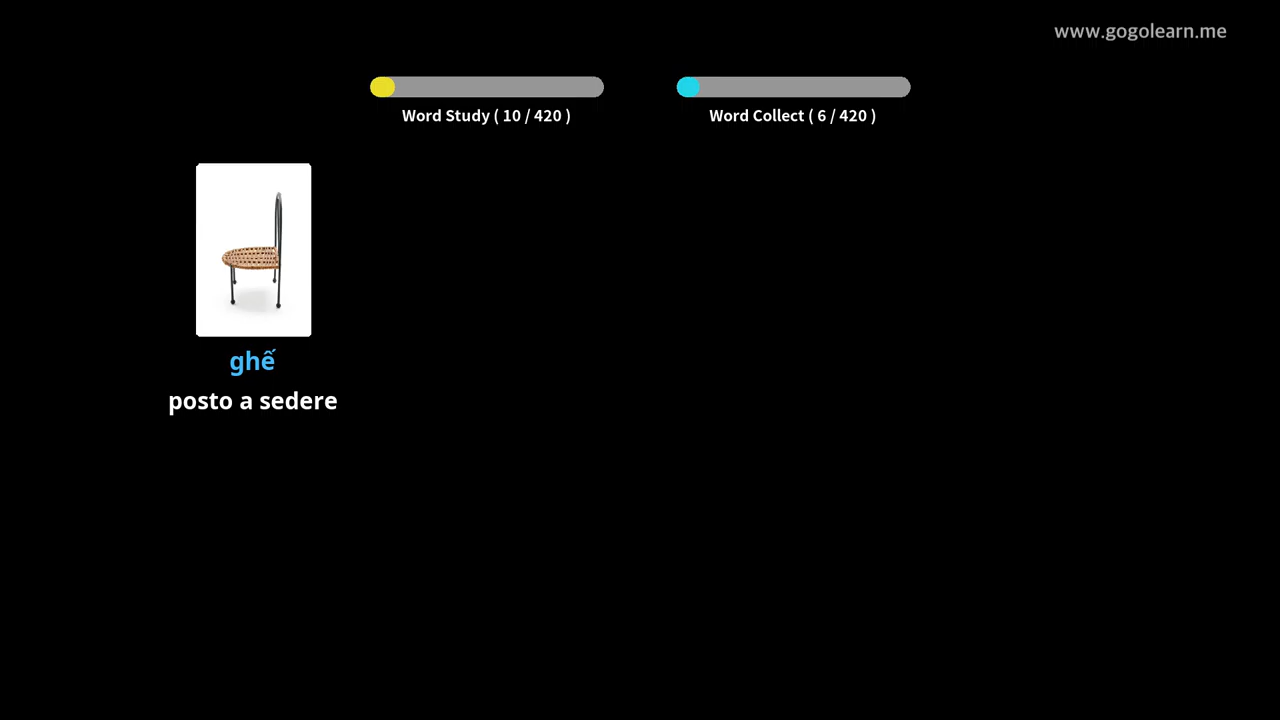 www.gogolearn.me
Word Study ( 10 / 420 )
Word Collect ( 6 / 420 )
ghế
posto a sedere